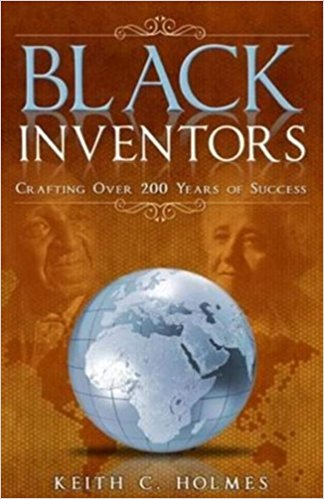 BLACK
INVENTORS
CRAFTING OVER 200 YEARS OF SUCCESS
KEITH C. HOLMES